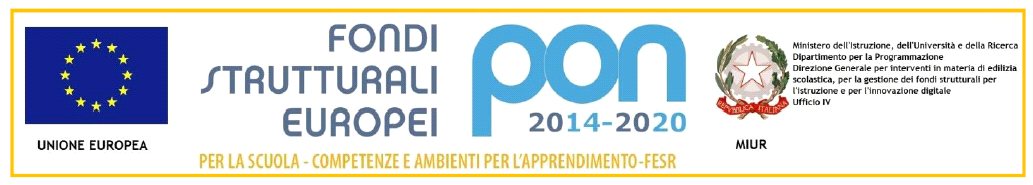 UNIONE EUROPEA
FONDI
STRUTTURALI
EUROPEI
pon
2014-2020
PER LA SCUOLA - COMPETENZE E AMBIENTI PER L'APPRENDIMENTO-FESR
REPVBBLICA ITALIANA
MIUR
Ministero dell'Istruzione, dell'Università e della Ricerca
Dipartimento per la Programmazione
Direzione Generale per interventi in materia di edilizia
scolastica, per la gestione dei fondi strutturali per
l'istruzione e per l'innovazione digitale
Ufficio IV